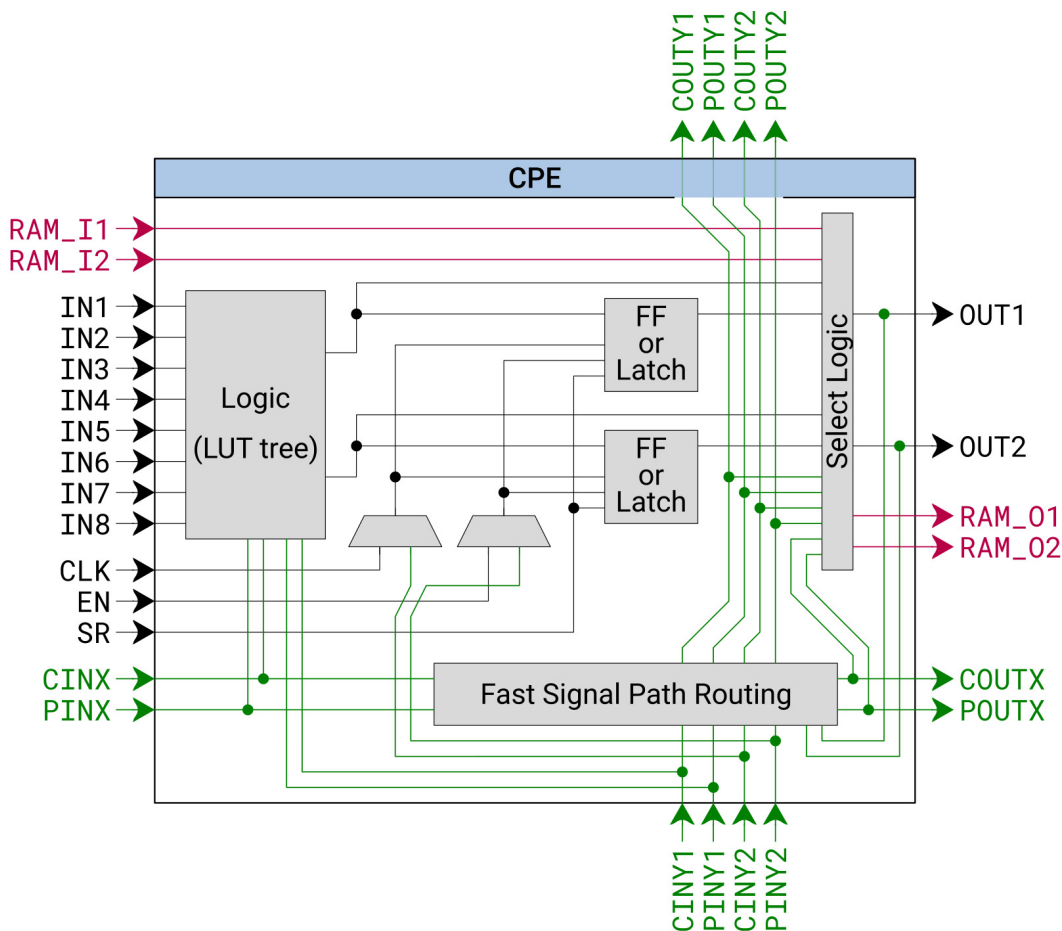 COUTY1
POUTY1
COUTY2
POUTY2
CPE
RAM_I1
RAM_I2
IN1
IN2
IN3
IN4
IN5
IN6
IN7
IN8
CLK
EN
SR
CINX
PINX
Logic
(LUT tree)
FF
or
Latch
FF
or
Latch
Select Logic
Fast Signal Path Routing
OUT1
OUT2
RAM_O1
RAM_O2
COUTX
POUTX
CINY1
PINY1
CINY2
PINY2